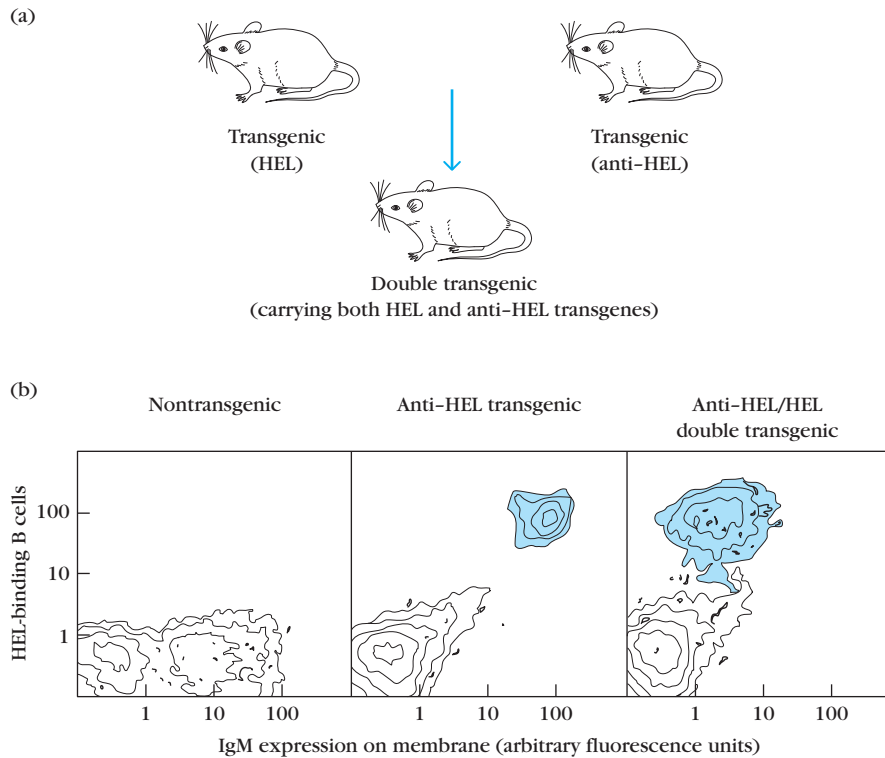 (a)
Transgenic
(HEL)
Transgenic
(anti–HEL)
Double transgenic
(carrying both HEL and anti–HEL transgenes)
(b)
Nontransgenic
Anti–HEL transgenic
Anti–HEL/HEL
double transgenic
HEL-binding B cells
100
10
1
1
10
100
1
10
100
1
10
100
IgM expression on membrane (arbitrary fluorescence units)